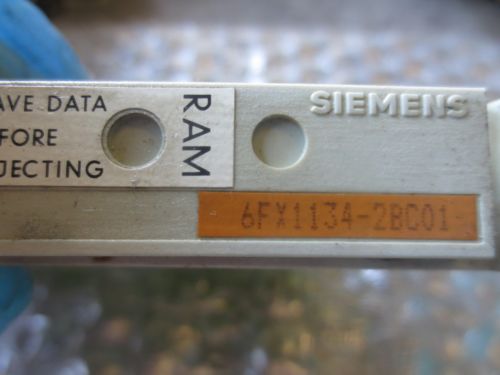 AVE DATA
FORE
JECTING
RAM
SIEMENS
6FX1134-2BC01